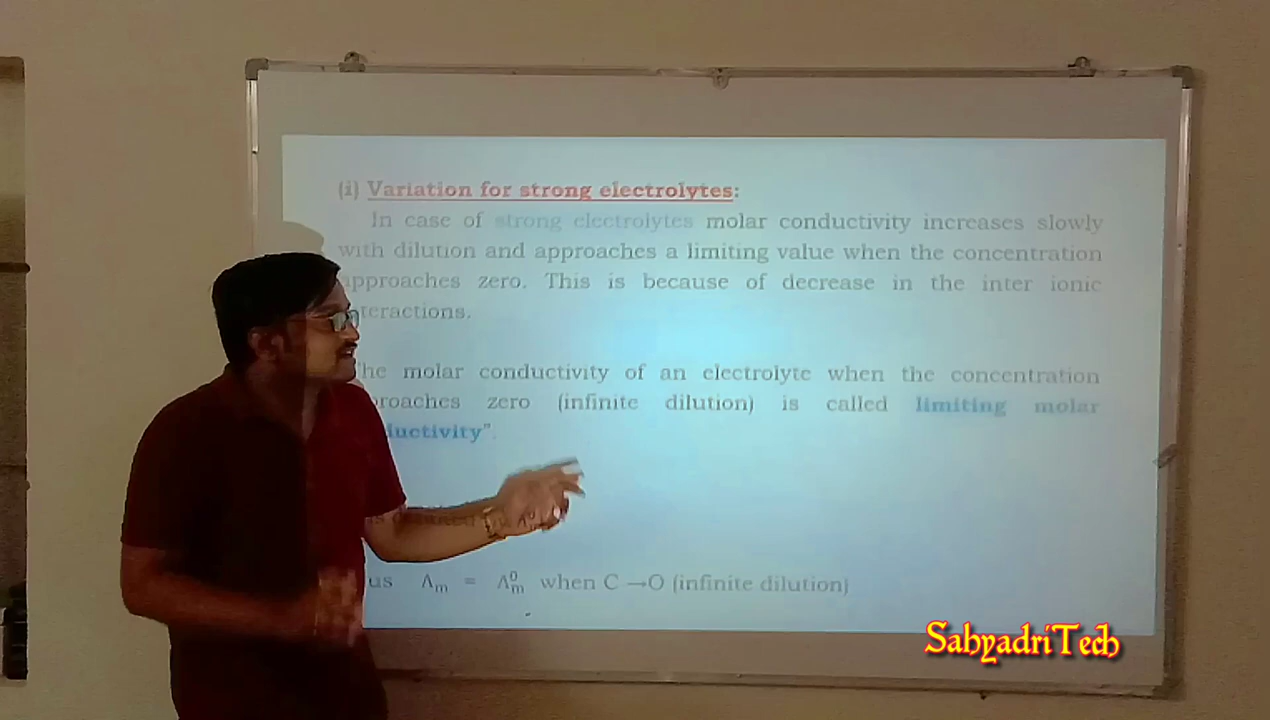 (i) Variation for strong electrolytes:
In case of strong electrolytes molar conductivity increases slowly
with dilution and approaches a limiting value when the concentration
approaches zero. This is because of decrease in the inter ionic
interactions.
The molar conductivity of an electrolyte when the concentration
approaches zero (infinite dilution) is called limiting molar
conductivity".
Λm = Λ⁰m when C →O (infinite dilution)
SahyadriTech